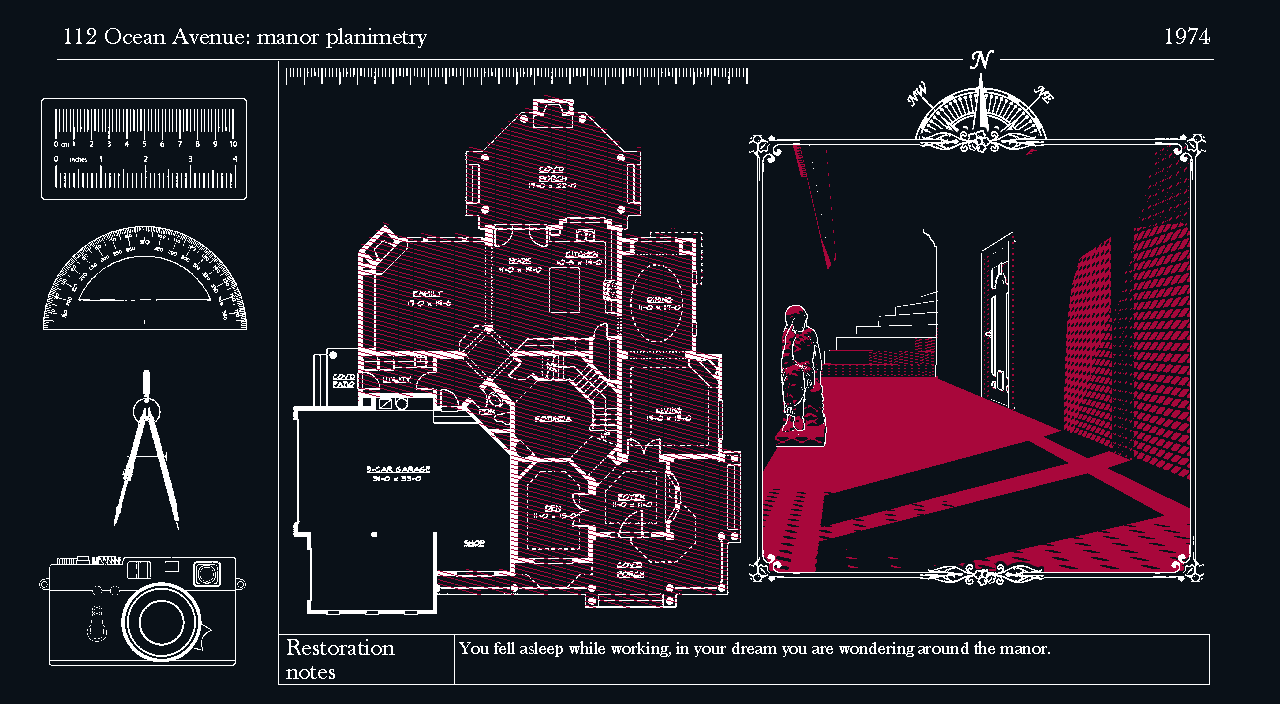 112 Ocean Avenue: manor planimetry
1974
N
NW
NE
0 cm 1 2 3 4 5 6 7 8 9 10
0 inches 1 2 3 4
COV'D
PORCH
KITCHEN
FAMILY
DINING
COV'D
PATIO
UTILITY
LIVING
ROTUNDA
3-CAR GARAGE
FOYER
DEN
SHOP
COV'D
PORCH
Restoration
notes
You fell asleep while working, in your dream you are wondering around the manor.